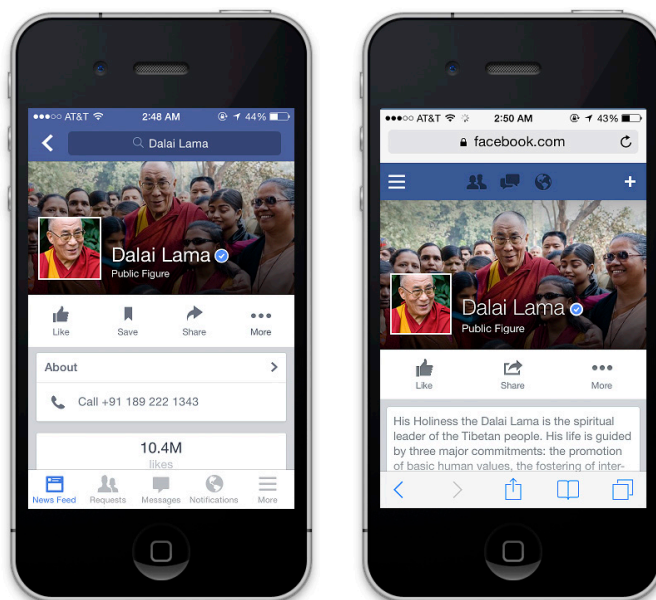 AT&T
2:48 AM
44%
Dalai Lama
Dalai Lama
Public Figure
Like
Save
Share
More
About
Call +91 189 222 1343
10.4M
likes
News Feed
Requests
Messages
Notifications
More
AT&T
2:50 AM
43%
facebook.com
Dalai Lama
Public Figure
Like
Share
More
His Holiness the Dalai Lama is the spiritual
leader of the Tibetan people. His life is guided
by three major commitments: the promotion
of basic human values, the fostering of inter-